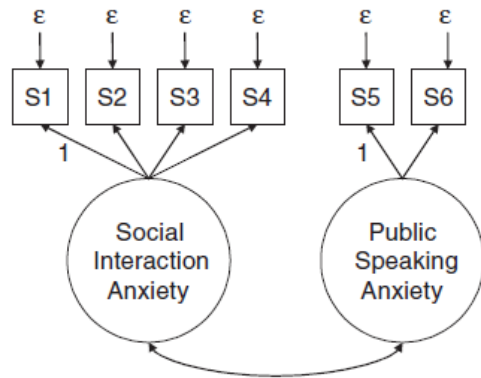 ε ε ε ε ε ε
S1 S2 S3 S4 S5 S6
1 1
Social
Interaction
Anxiety
Public
Speaking
Anxiety